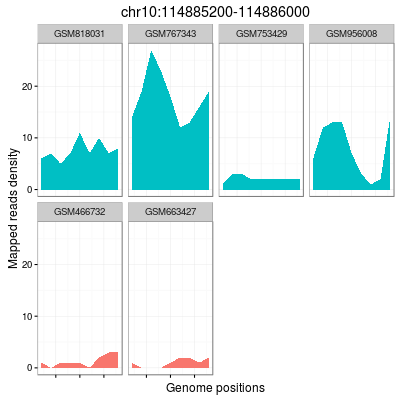 chr10:114885200-114886000
GSM818031 GSM767343 GSM753429 GSM956008
20
10
0
Mapped reads density
GSM466732 GSM663427
20
10
0
Genome positions